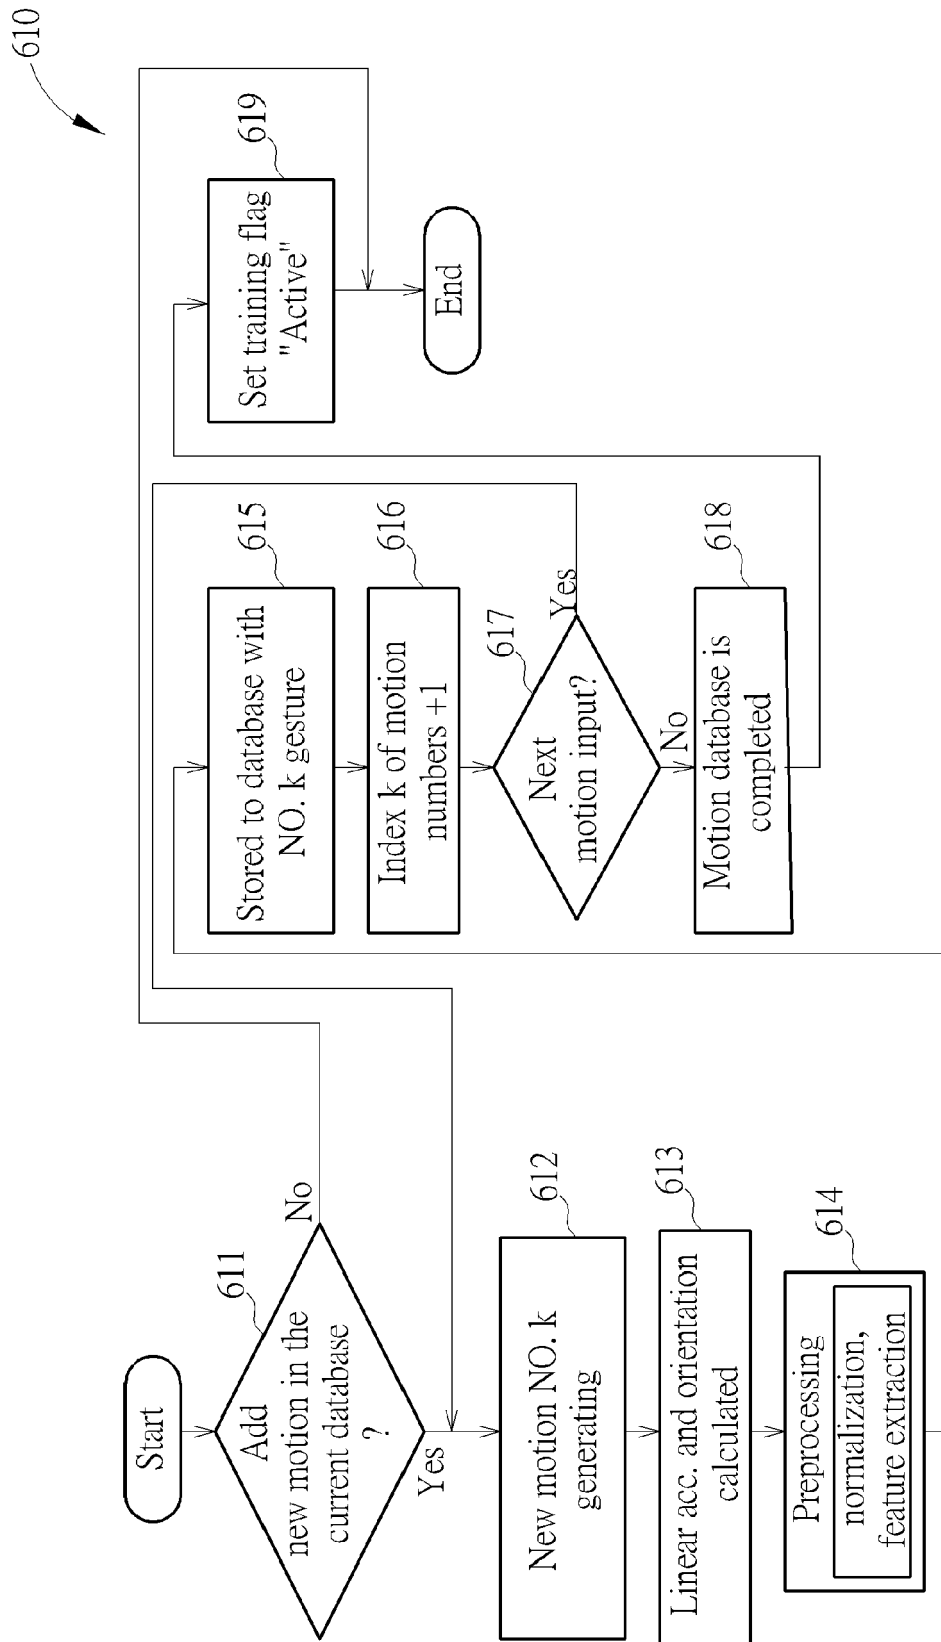 610
Start
Add
new motion in the
current database
?
611
No
Yes
New motion NO. k
generating
612
Linear acc. and orientation
calculated
613
Preprocessing
normalization,
feature extraction
614
Stored to database with
NO. k gesture
615
Index k of motion
numbers +1
616
Next
motion input?
617
Yes
No
Motion database is
completed
618
Set training flag
"Active"
619
End